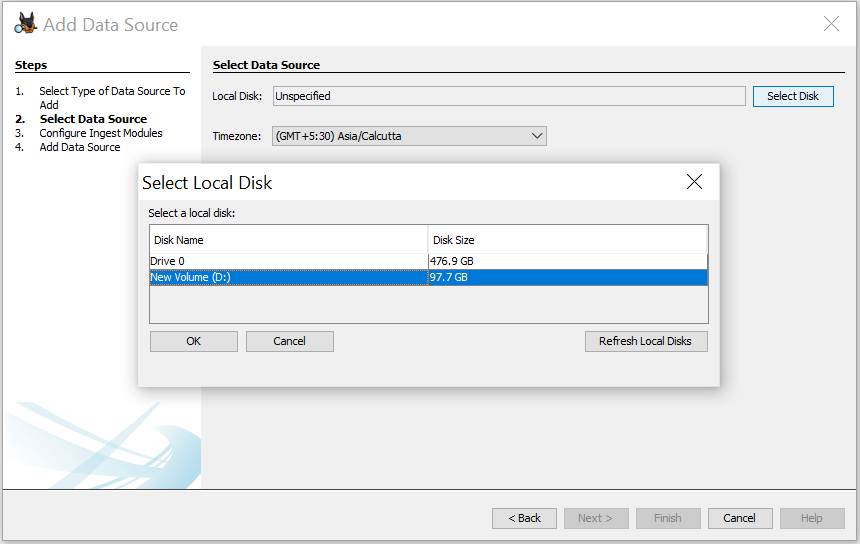 Add Data Source
Steps
1. Select Type of Data Source To
Add
2. Select Data Source
3. Configure Ingest Modules
4. Add Data Source
Select Data Source
Local Disk: Unspecified Select Disk
Timezone: (GMT+5:30) Asia/Calcutta
Select Local Disk
Select a local disk:
Disk Name Disk Size
Drive 0 476.9 GB
New Volume (D:) 97.7 GB
OK Cancel Refresh Local Disks
< Back Next > Finish Cancel Help